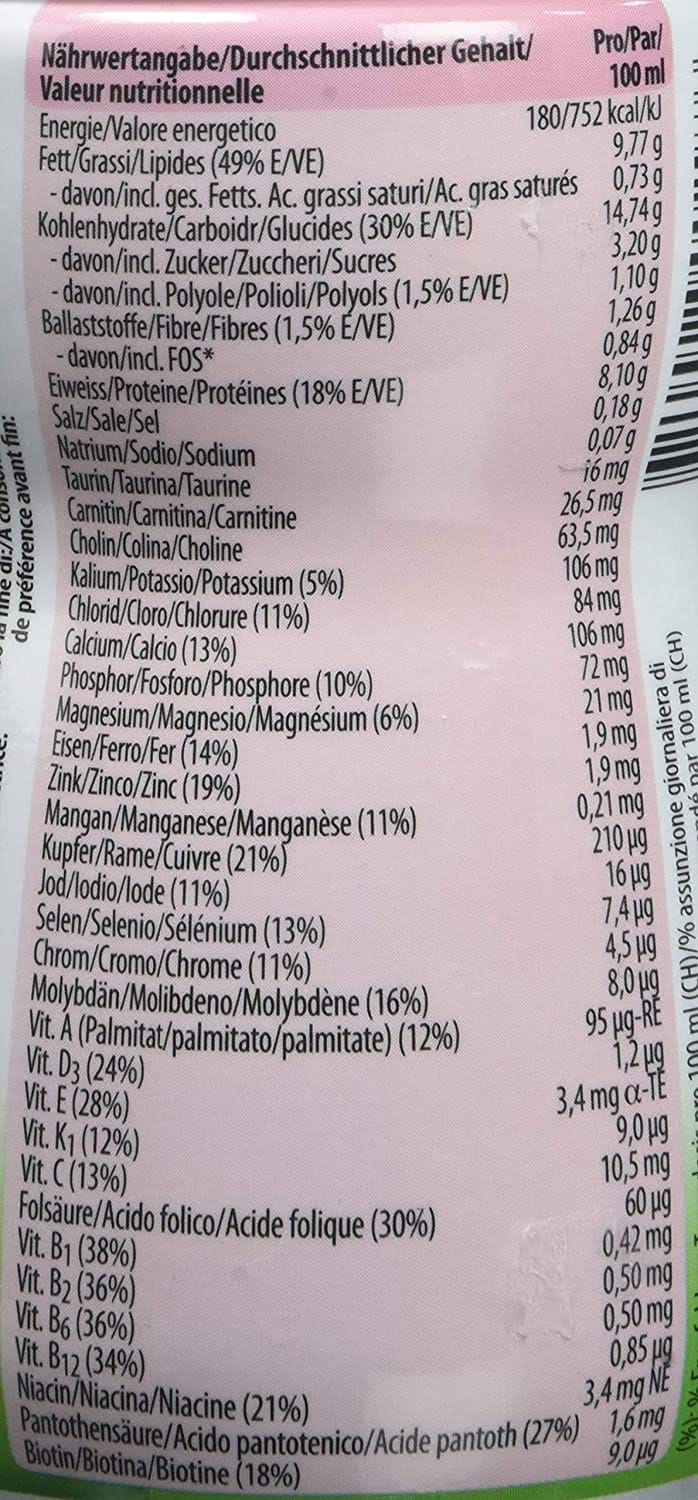 Nährwertangabe/Durchschnittlicher Gehalt/ Pro/Par/
Valeur nutritionnelle 100 ml
Energie/Valore energetico 180/752 kcal/kJ
Fett/Grassi/Lipides (49% E/VE) 9,77 g
- davon/incl. ges. Fetts. Ac. grassi saturi/Ac. gras saturés 0,73 g
Kohlenhydrate/Carboidr/Glucides (30% E/VE) 14,74 g
- davon/incl. Zucker/Zuccheri/Sucres 3,20 g
- davon/incl. Polyole/Polioli/Polyols (1,5% E/VE) 1,10 g
Ballaststoffe/Fibre/Fibres (1,5% E/VE) 1,26 g
- davon/incl. FOS* 0,84 g
Eiweiss/Proteine/Protéines (18% E/VE) 8,10 g
Salz/Sale/Sel 0,18 g
Natrium/Sodio/Sodium 0,07 g
Taurin/Taurina/Taurine 16 mg
Carnitin/Carnitina/Carnitine 26,5 mg
Cholin/Colina/Choline 63,5 mg
Kalium/Potassio/Potassium (5%) 106 mg
Chlorid/Cloro/Chlorure (11%) 84 mg
Calcium/Calcio (13%) 106 mg
Phosphor/Fosforo/Phosphore (10%) 72 mg
Magnesium/Magnesio/Magnésium (6%) 21 mg
Eisen/Ferro/Fer (14%) 1,9 mg
Zink/Zinco/Zinc (19%) 1,9 mg
Mangan/Manganese/Manganèse (11%) 0,21 mg
Kupfer/Rame/Cuivre (21%) 210 µg
Jod/Iodio/Iode (11%) 16 µg
Selen/Selenio/Sélénium (13%) 7,4 µg
Chrom/Cromo/Chrome (11%) 4,5 µg
Molybdän/Molibdeno/Molybdène (16%) 8,0 µg
Vit. A (Palmitat/palmitato/palmitate) (12%) 95 µg-RE
Vit. D3 (24%) 1,2 µg
Vit. E (28%) 3,4 mg α-TE
Vit. K1 (12%) 9,0 µg
Vit. C (13%) 10,5 mg
Folsäure/Acido folico/Acide folique (30%) 60 µg
Vit. B1 (38%) 0,42 mg
Vit. B2 (36%) 0,50 mg
Vit. B6 (36%) 0,50 mg
Vit. B12 (34%) 0,85 µg
Niacin/Niacina/Niacine (21%) 3,4 mg NE
Pantothensäure/Acido pantotenico/Acide pantoth (27%) 1,6 mg
Biotin/Biotina/Biotine (18%) 9,0 µg
de préférence avant fin:
100 ml (CH)/% assunzione giornaliera di
par 100 ml (CH)